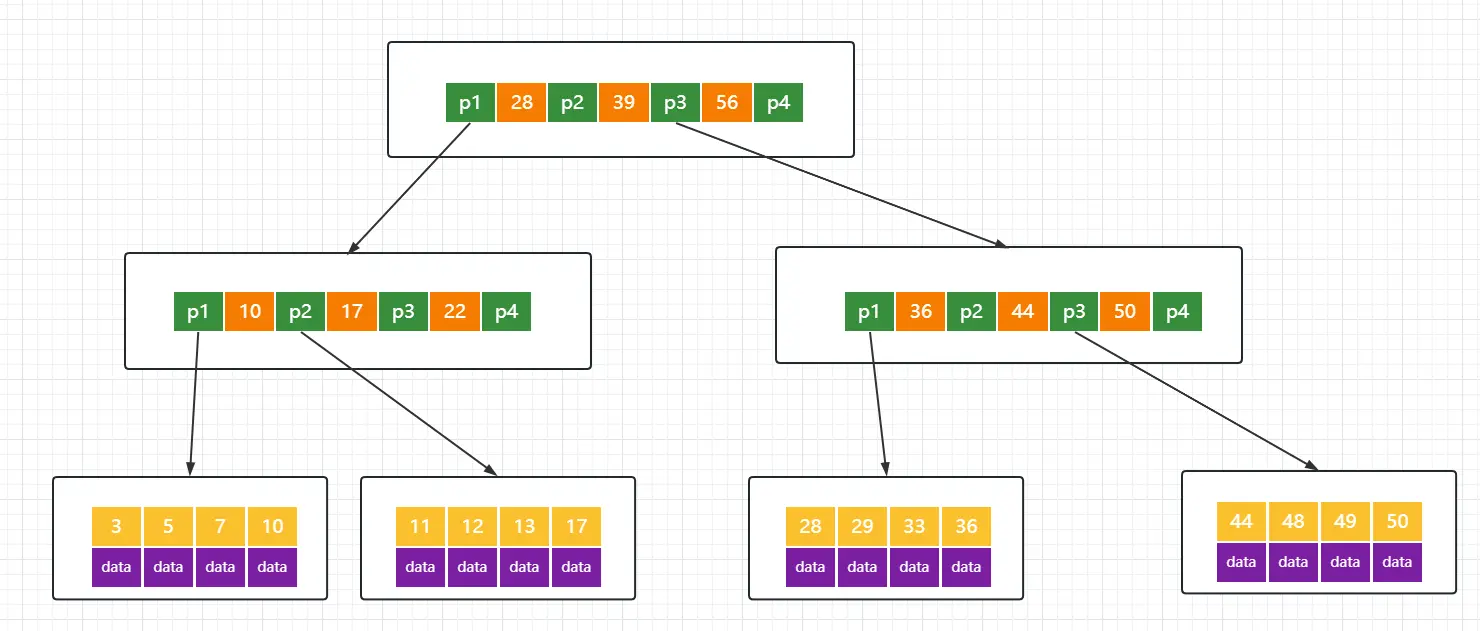 p1 28 p2 39 p3 56 p4
p1 10 p2 17 p3 22 p4
p1 36 p2 44 p3 50 p4
3 5 7 10
data data data data
11 12 13 17
data data data data
28 29 33 36
data data data data
44 48 49 50
data data data data